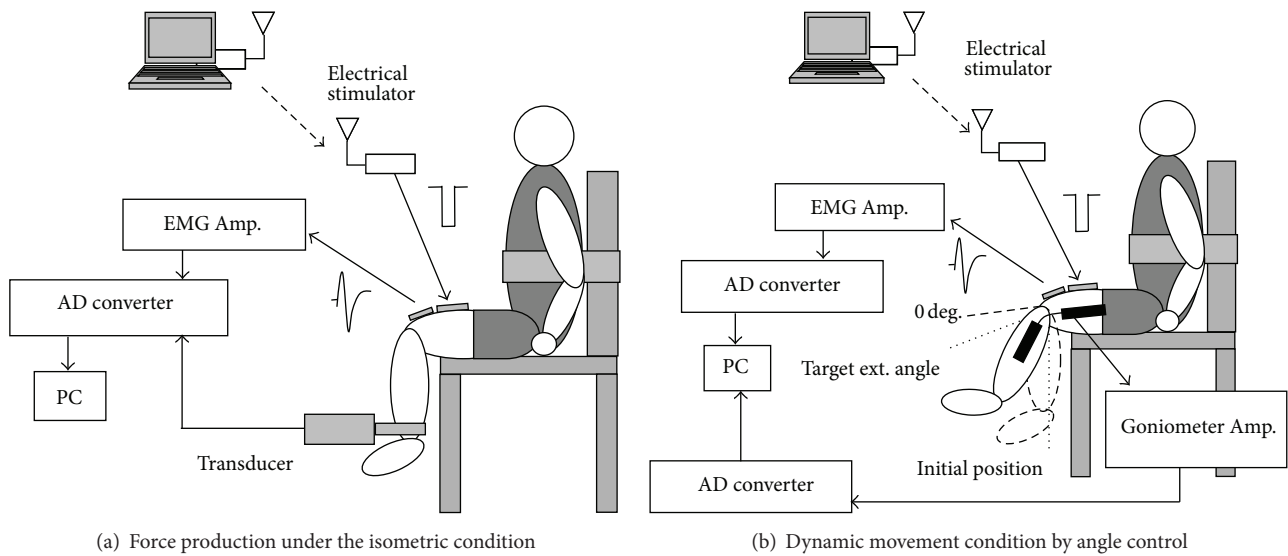 Electrical
stimulator
EMG Amp.
AD converter
PC
Transducer
(a) Force production under the isometric condition
Electrical
stimulator
EMG Amp.
AD converter
0 deg.
PC
Target ext. angle
Goniometer Amp.
Initial position
AD converter
(b) Dynamic movement condition by angle control